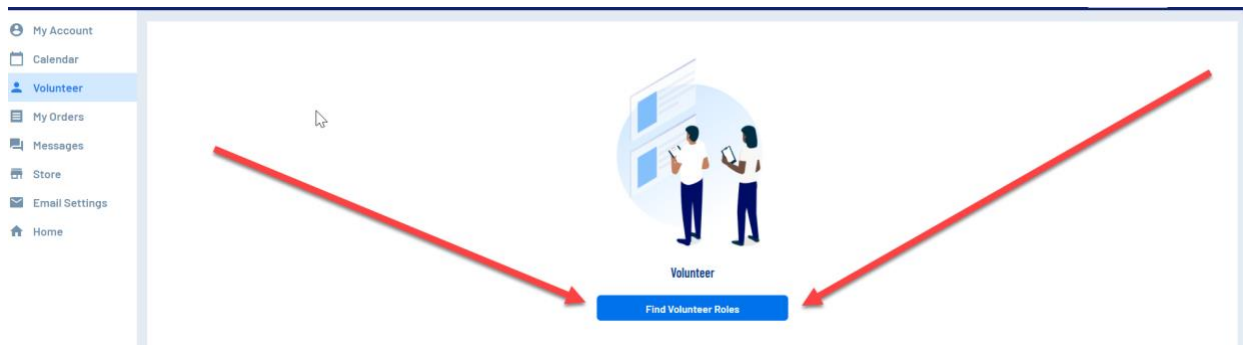 My Account
Calendar
Volunteer
My Orders
Messages
Store
Email Settings
Home
Volunteer
Find Volunteer Roles